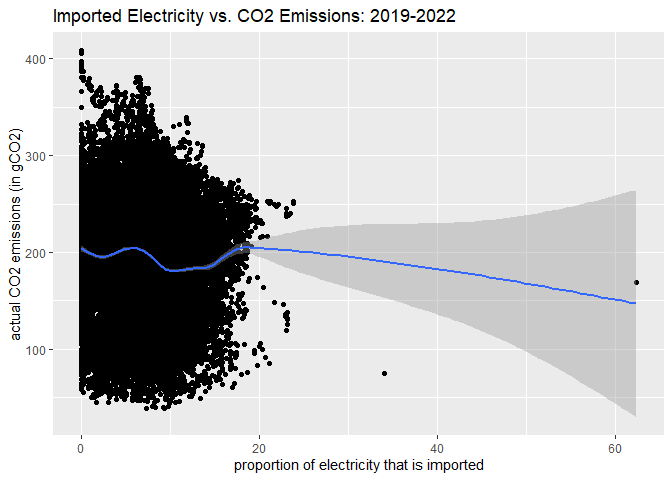 Imported Electricity vs. CO2 Emissions: 2019-2022
actual CO2 emissions (in gCO2)
400
300
200
100
0
20
40
60
proportion of electricity that is imported